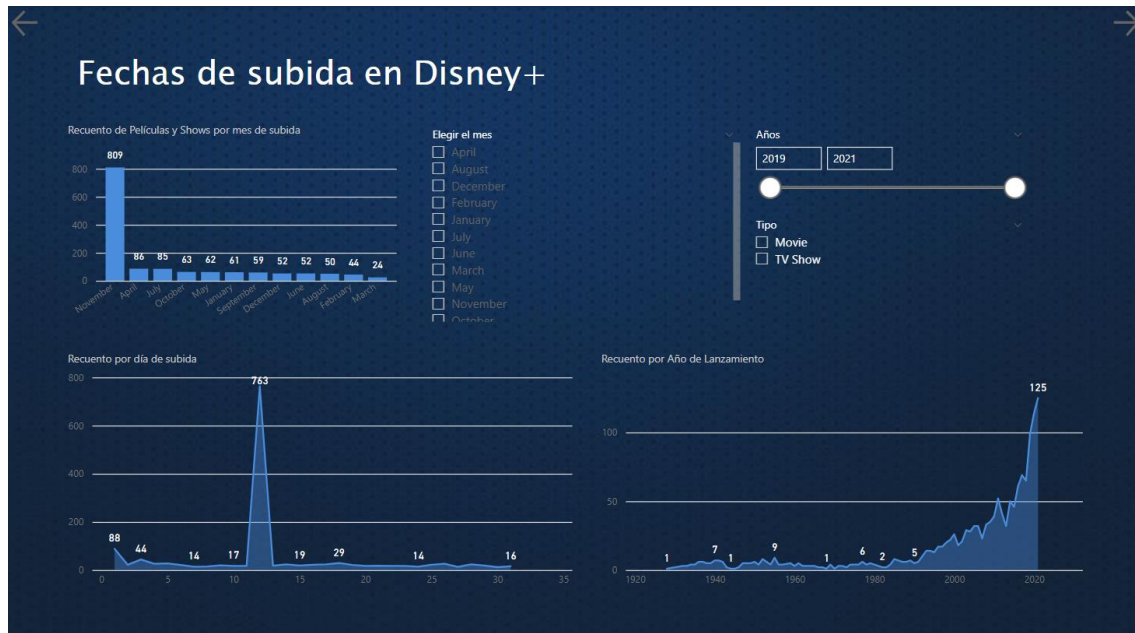 Fechas de subida en Disney+
Recuento de Películas y Shows por mes de subida
809
800
600
400
200
0
86 85 63 62 61 59 52 52 50 44 24
November April July October May January September December June August February March
Elegir el mes
April
August
December
February
January
July
June
March
May
November
October
Años
2019 2021
Tipo
Movie
TV Show
Recuento por día de subida
800
763
600
400
200
88 44 14 17 19 29 14 16
0
0 5 10 15 20 25 30 35
Recuento por Año de Lanzamiento
125
100
50
1 7 1 9 1 6 2 5
0
1920 1940 1960 1980 2000 2020